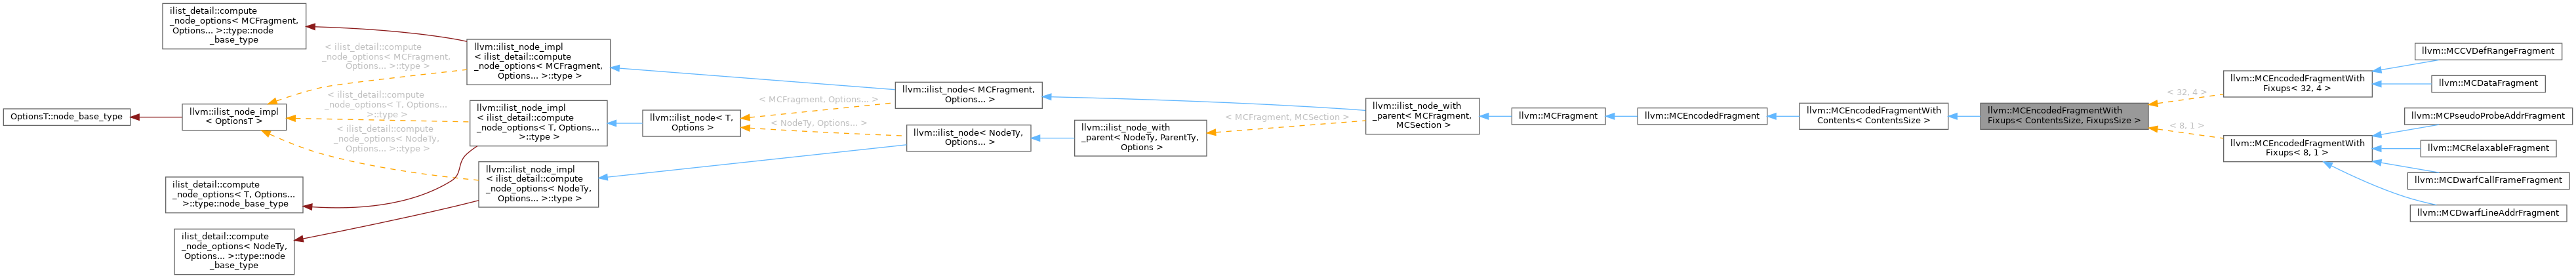 ilist_detail::compute
_node_options< MCFragment,
Options... >::type::node
_base_type
< ilist_detail::compute
_node_options< MCFragment,
Options... >::type >
llvm::ilist_node_impl
< ilist_detail::compute
_node_options< MCFragment,
Options... >::type >
OptionsT::node_base_type
llvm::ilist_node_impl
< OptionsT >
< ilist_detail::compute
_node_options< T, Options...
>::type >
llvm::ilist_node_impl
< ilist_detail::compute
_node_options< T, Options...
>::type >
< ilist_detail::compute
_node_options< NodeTy,
Options... >::type >
llvm::ilist_node_impl
< ilist_detail::compute
_node_options< NodeTy,
Options... >::type >
ilist_detail::compute
_node_options< T, Options...
>::type::node_base_type
ilist_detail::compute
_node_options< NodeTy,
Options... >::type::node
_base_type
llvm::ilist_node< T,
Options >
< MCFragment, Options... >
< NodeTy, Options... >
llvm::ilist_node< MCFragment,
Options... >
llvm::ilist_node< NodeTy,
Options... >
llvm::ilist_node_with
_parent< NodeTy, ParentTy,
Options >
< MCFragment, MCSection >
llvm::ilist_node_with
_parent< MCFragment,
MCSection >
llvm::MCFragment
llvm::MCEncodedFragment
llvm::MCEncodedFragmentWith
Contents< ContentsSize >
llvm::MCEncodedFragmentWith
Fixups< ContentsSize, FixupsSize >
< 32, 4 >
< 8, 1 >
llvm::MCEncodedFragmentWith
Fixups< 32, 4 >
llvm::MCEncodedFragmentWith
Fixups< 8, 1 >
llvm::MCCVDefRangeFragment
llvm::MCDataFragment
llvm::MCPseudoProbeAddrFragment
llvm::MCRelaxableFragment
llvm::MCDwarfCallFrameFragment
llvm::MCDwarfLineAddrFragment